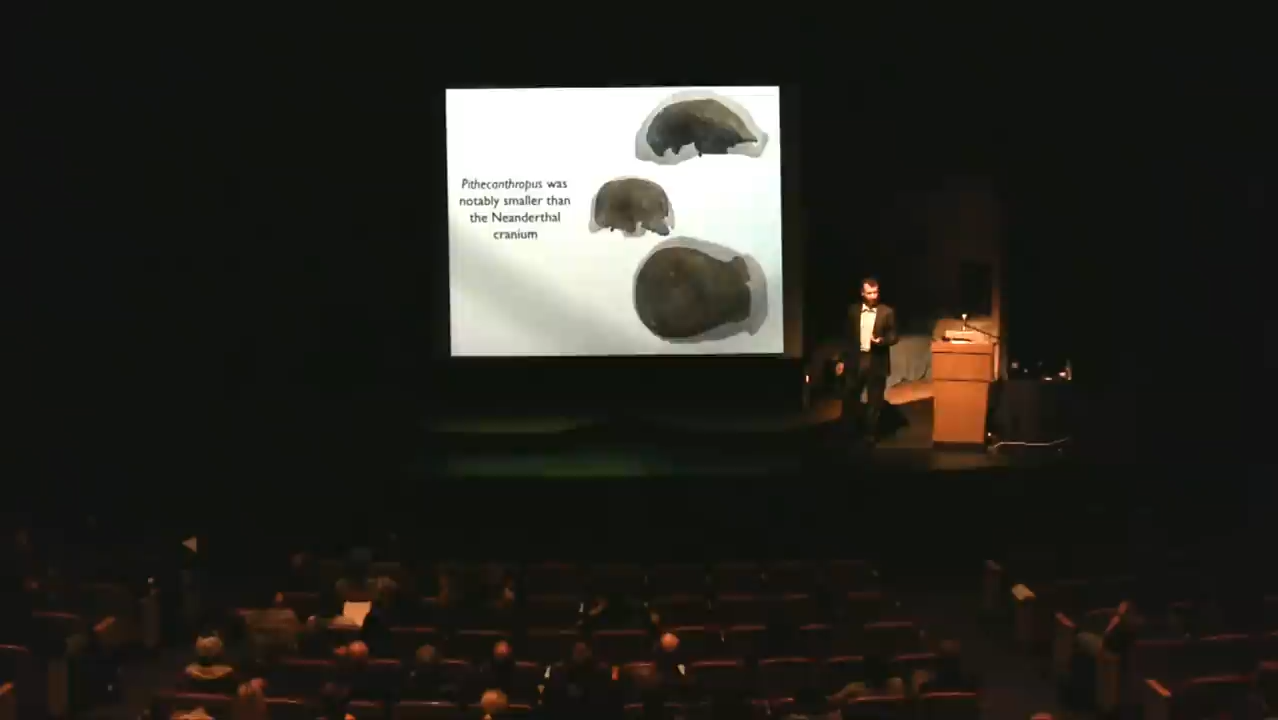 Pithecanthropus was
notably smaller than
the Neanderthal
cranium